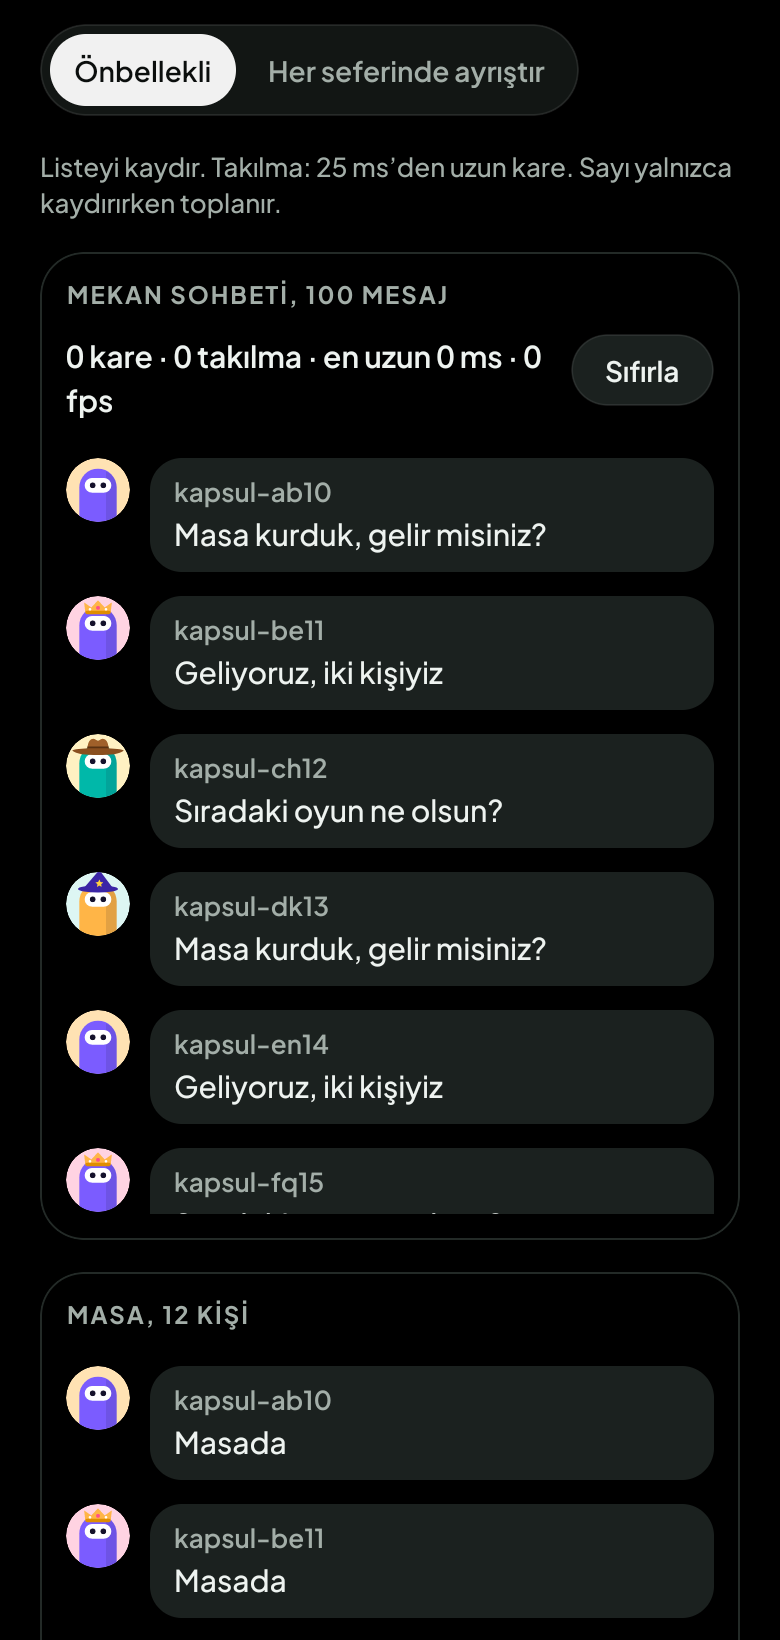 Önbellekli
Her seferinde ayrıştır
Listeyi kaydır. Takılma: 25 ms’den uzun kare. Sayı yalnızca
kaydırırken toplanır.
MEKAN SOHBETİ, 100 MESAJ
0 kare · 0 takılma · en uzun 0 ms · 0
fps
Sıfırla
kapsul-ab10
Masa kurduk, gelir misiniz?
kapsul-be11
Geliyoruz, iki kişiyiz
kapsul-ch12
Sıradaki oyun ne olsun?
kapsul-dk13
Masa kurduk, gelir misiniz?
kapsul-en14
Geliyoruz, iki kişiyiz
kapsul-fq15
MASA, 12 KİŞİ
kapsul-ab10
Masada
kapsul-be11
Masada